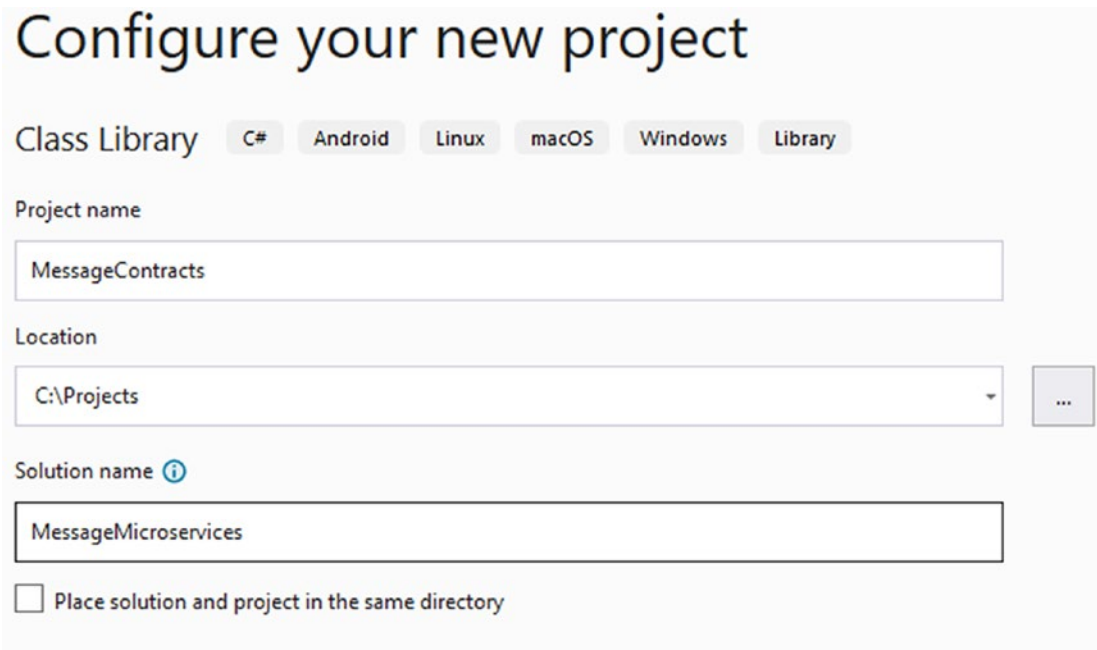 Configure your new project
Class Library C# Android Linux macOS Windows Library
Project name
MessageContracts
Location
C:\Projects
...
Solution name
MessageMicroservices
Place solution and project in the same directory